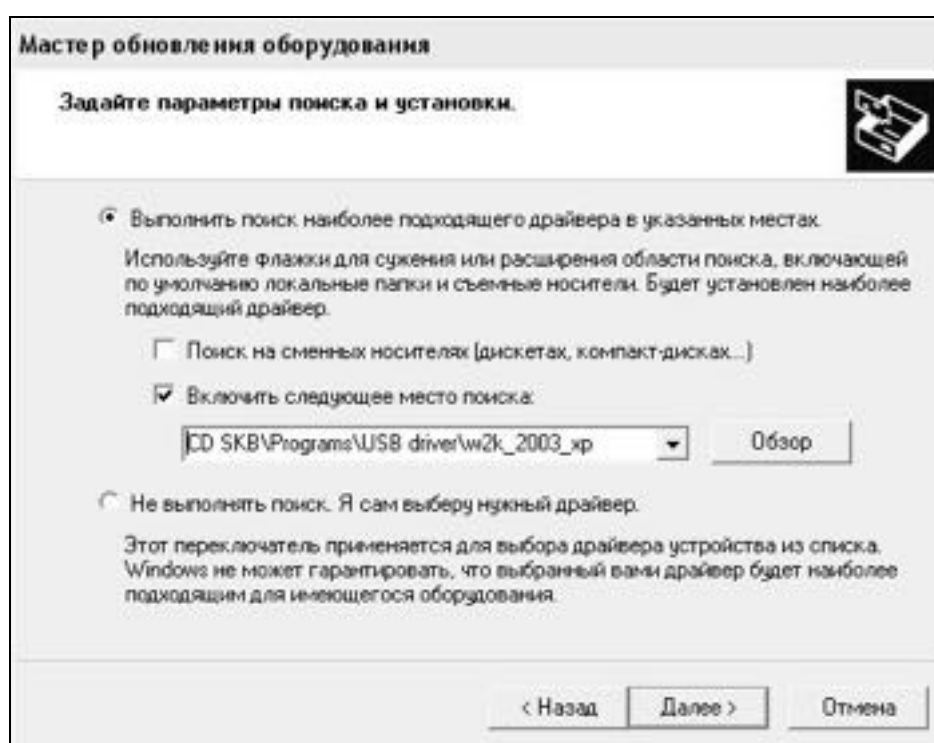 Мастер обновления оборудования
Задайте параметры поиска и установки.
Выполнить поиск наиболее подходящего драйвера в указанных местах.
Используйте флажки для сужения или расширения области поиска, включающей
по умолчанию локальные папки и съемные носители. Будет установлен наиболее
подходящий драйвер.
Поиск на сменных носителях (дискетах, компакт-дисках...)
Включить следующее место поиска:
CD SKB\Programs\USB driver\w2k_2003_xp
Обзор
Не выполнять поиск. Я сам выберу нужный драйвер.
Этот переключатель применяется для выбора драйвера устройства из списка.
Windows не может гарантировать, что выбранный вами драйвер будет наиболее
подходящим для имеющегося оборудования.
< Назад Далее > Отмена